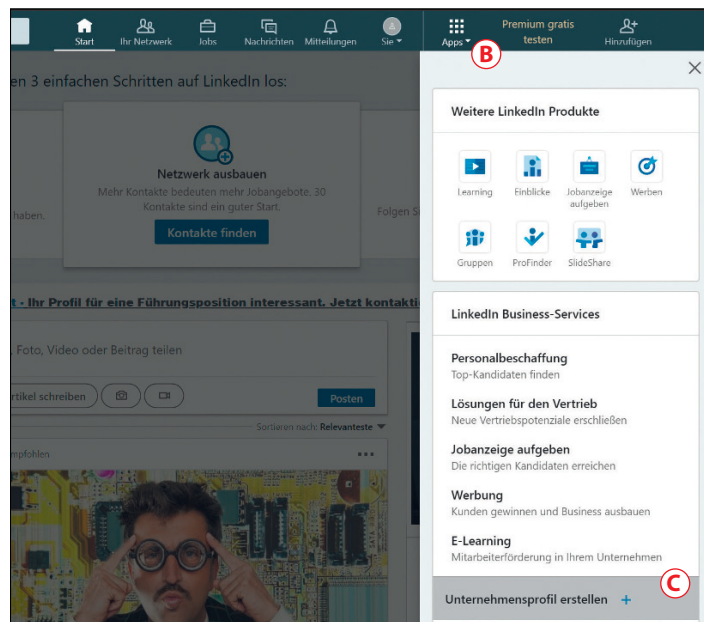 Start
Ihr Netzwerk
Jobs
Nachrichten
Mitteilungen
Sie
Apps
Premium gratis
testen
Hinzufügen
B
en 3 einfachen Schritten auf LinkedIn los:
Netzwerk ausbauen
Mehr Kontakte bedeuten mehr Jobangebote. 30
Kontakte sind ein guter Start.
Kontakte finden
haben.
Folgen S
t - Ihr Profil für eine Führungsposition interessant. Jetzt kontakti
, Foto, Video oder Beitrag teilen
rtikel schreiben
Posten
Sortieren nach: Relevanteste
mpfohlen
Weitere LinkedIn Produkte
Learning
Einblicke
Jobanzeige
aufgeben
Werben
Gruppen
ProFinder
SlideShare
LinkedIn Business-Services
Personalbeschaffung
Top-Kandidaten finden
Lösungen für den Vertrieb
Neue Vertriebspotenziale erschließen
Jobanzeige aufgeben
Die richtigen Kandidaten erreichen
Werbung
Kunden gewinnen und Business ausbauen
E-Learning
Mitarbeiterförderung in Ihrem Unternehmen
C
Unternehmensprofil erstellen +